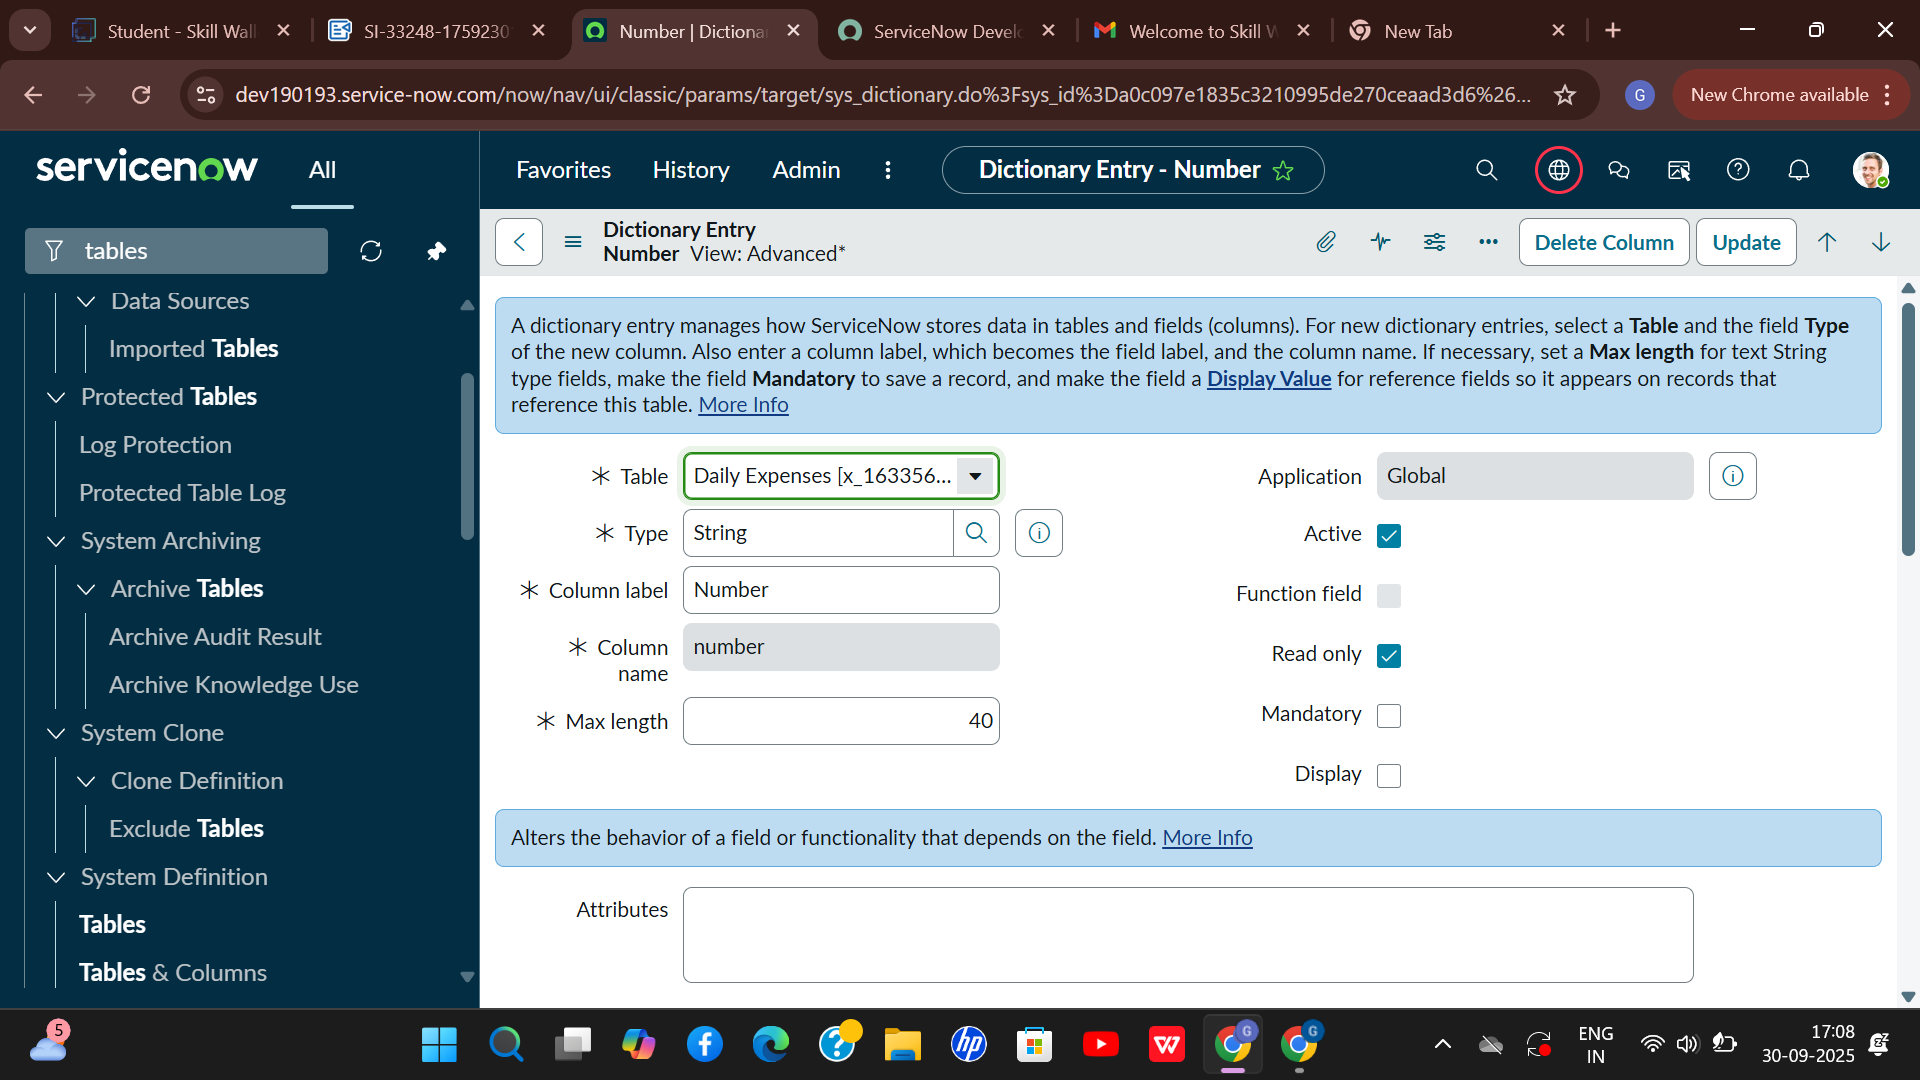 Student - Skill Wall
SI-33248-1759230
Number | Dictiona
ServiceNow Develo
Welcome to Skill W
New Tab
dev190193.service-now.com/now/nav/ui/classic/params/target/sys_dictionary.do%3Fsys_id%3Da0c097e1835c3210995de270ceaad3d6%26...
G
New Chrome available
servicenow
All
Favorites
History
Admin
Dictionary Entry - Number
tables
Dictionary Entry
Number View: Advanced*
Delete Column
Update
Data Sources
Imported Tables
Protected Tables
Log Protection
Protected Table Log
System Archiving
Archive Tables
Archive Audit Result
Archive Knowledge Use
System Clone
Clone Definition
Exclude Tables
System Definition
Tables
Tables & Columns
A dictionary entry manages how ServiceNow stores data in tables and fields (columns). For new dictionary entries, select a Table and the field Type
of the new column. Also enter a column label, which becomes the field label, and the column name. If necessary, set a Max length for text String
type fields, make the field Mandatory to save a record, and make the field a Display Value for reference fields so it appears on records that
reference this table. More Info
Table
Daily Expenses [x_163356...
Type
String
Column label
Number
Column
name
number
Max length
40
Application
Global
Active
Function field
Read only
Mandatory
Display
Alters the behavior of a field or functionality that depends on the field. More Info
Attributes
5
hp
G
G
ENG
IN
17:08
30-09-2025